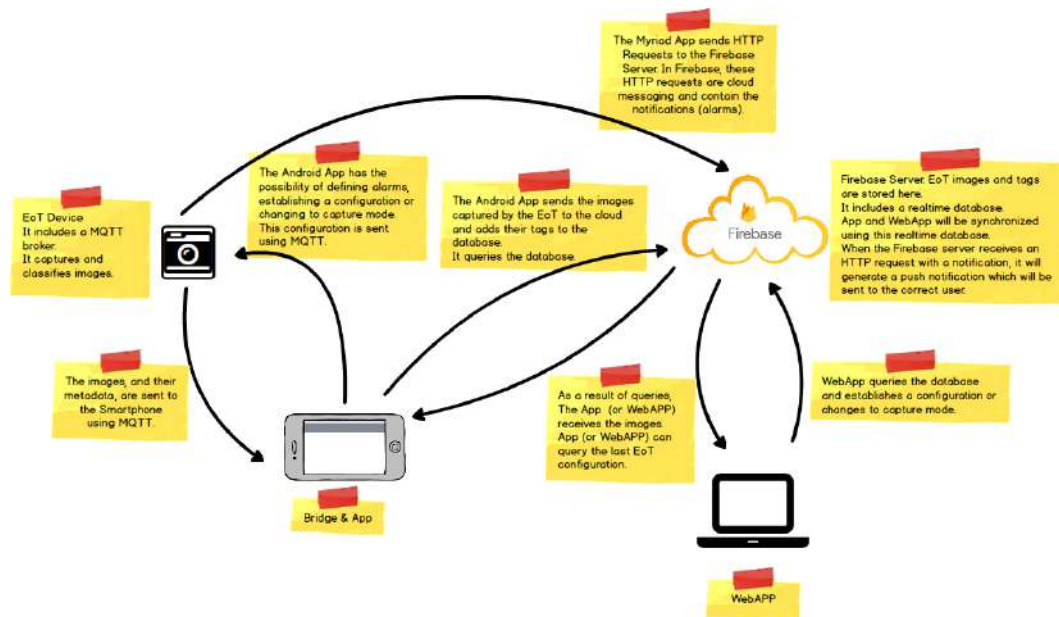 The Myriad App sends HTTP
Requests to the Firebase
Server. In Firebase, these
HTTP requests are cloud
messaging and contain the
notifications (alarms).
The Android App has the
possibility of defining alarms,
establishing a configuration or
changing to capture mode.
This configuration is sent
using MQTT.
The Android App sends the images
captured by the EoT to the cloud
and adds their tags to the
database.
It queries the database.
EoT Device
It includes a MQTT
broker.
It captures and
classifies images.
Firebase
Firebase Server. EoT images and tags
are stored here.
It includes a realtime database.
App and WebApp will be synchronized
using this realtime database.
When the Firebase server receives an
HTTP request with a notification, it will
generate a push notification which will be
sent to the correct user.
The images, and their
metadata, are sent to
the Smartphone
using MQTT.
As a result of queries,
The App (or WebAPP)
receives the images.
App (or WebAPP) can
query the last EoT
configuration.
WebApp queries the database
and establishes a configuration or
changes to capture mode.
Bridge & App
WebAPP